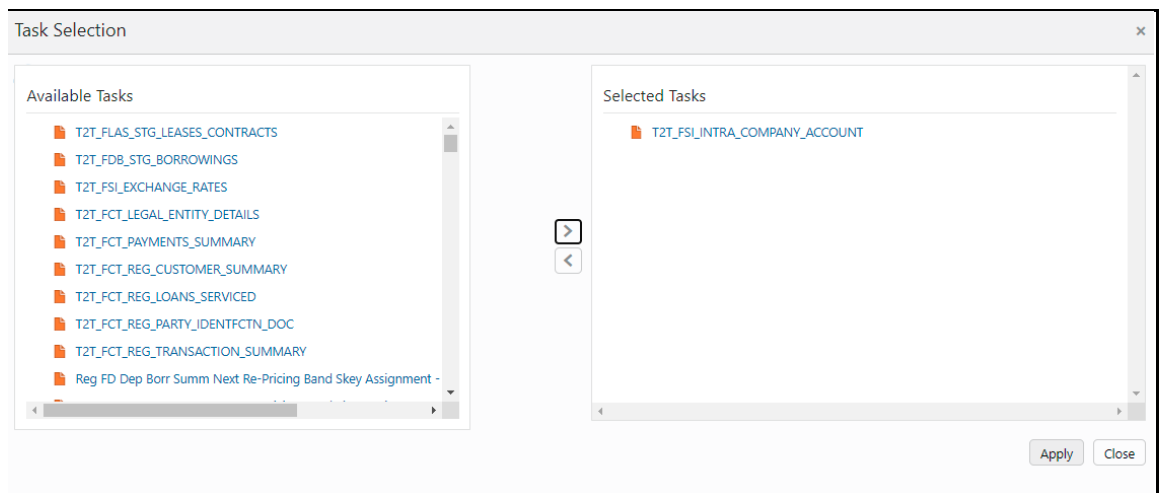 Task Selection
Available Tasks
T2T_FLAS_STG_LEASES_CONTRACTS
T2T_FDB_STG_BORROWINGS
T2T_FSI_EXCHANGE_RATES
T2T_FCT_LEGAL_ENTITY_DETAILS
T2T_FCT_PAYMENTS_SUMMARY
T2T_FCT_REG_CUSTOMER_SUMMARY
T2T_FCT_REG_LOANS_SERVICED
T2T_FCT_REG_PARTY_IDENTFCTN_DOC
T2T_FCT_REG_TRANSACTION_SUMMARY
Reg FD Dep Borr Summ Next Re-Pricing Band Skey Assignment -
Selected Tasks
T2T_FSI_INTRA_COMPANY_ACCOUNT
Apply
Close